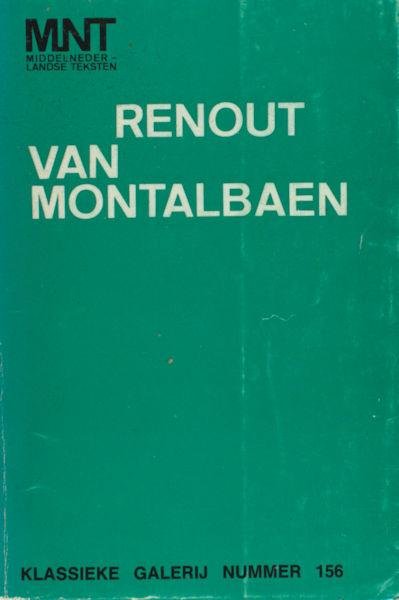 MNT
MIDDELNEDER-
LANDSE TEKSTEN
RENOUT
VAN
MONTALBAEN
KLASSIEKE GALERIJ NUMMER 156